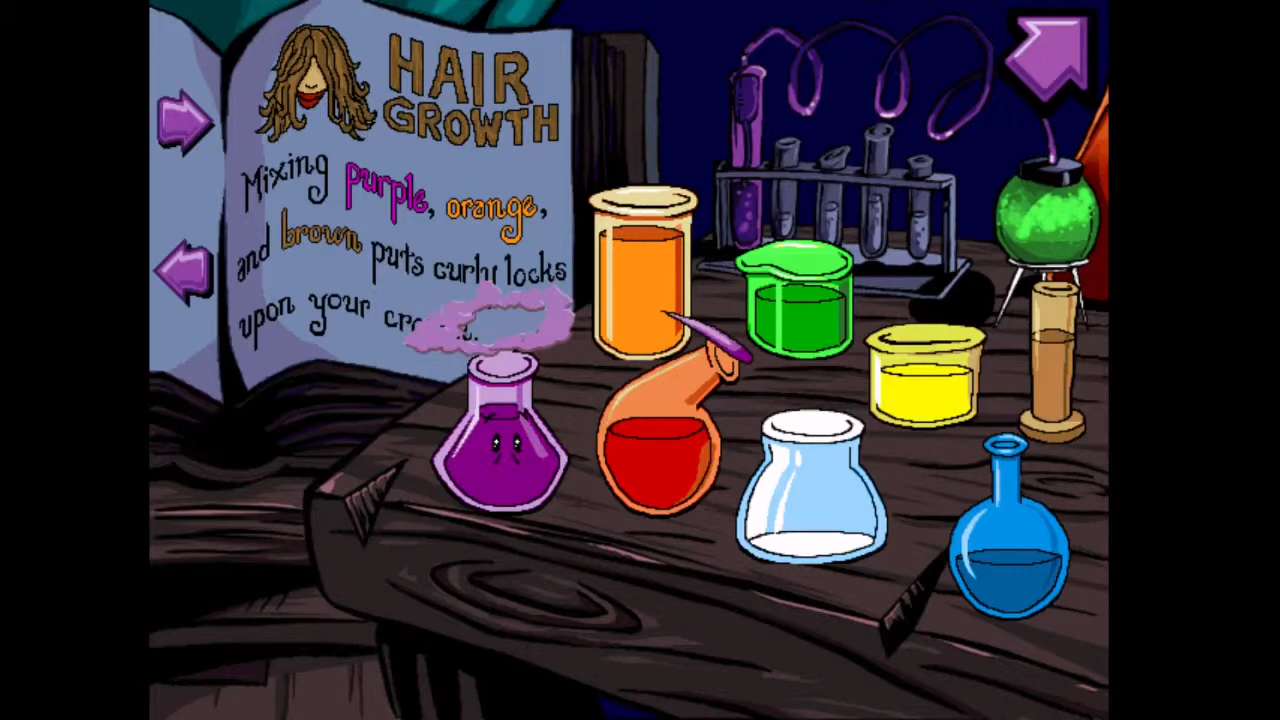 HAIR
GROWTH
Mixing purple, orange,
and brown puts curly locks
upon your